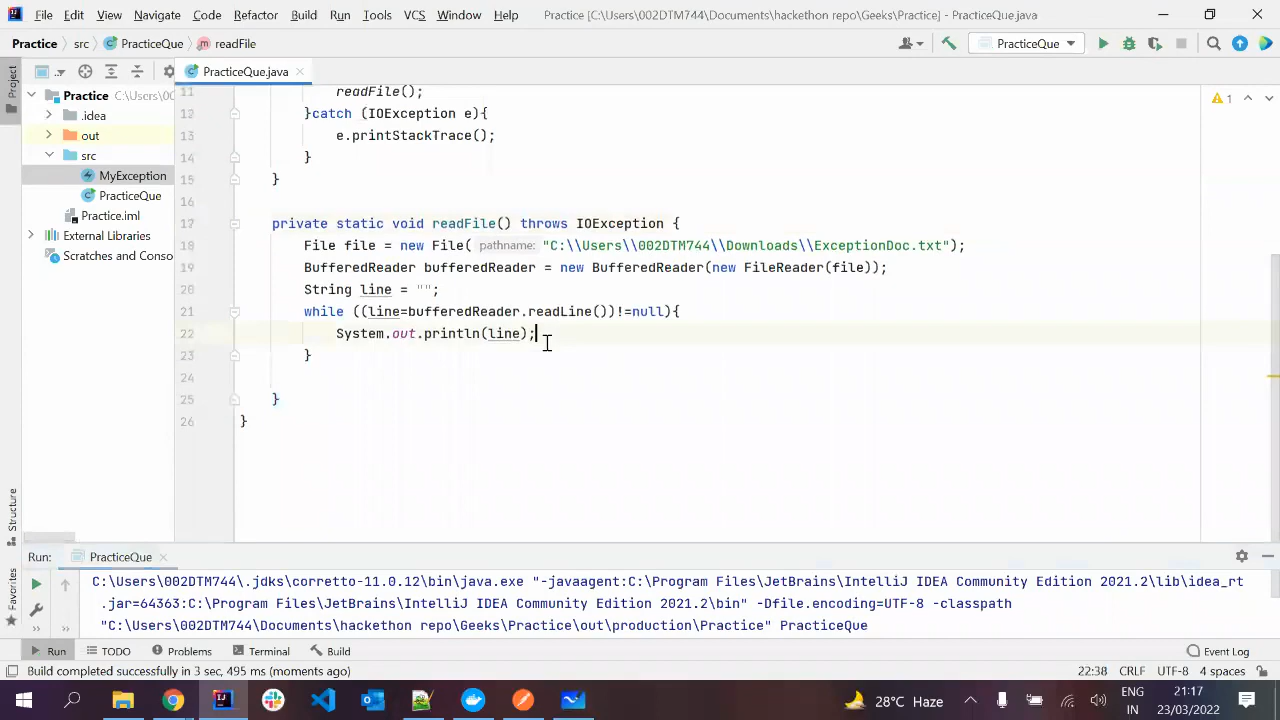 File Edit View Navigate Code Refactor Build Run Tools VCS Window Help Practice [C:\Users\002DTM744\Documents\hackethon repo\Geeks\Practice] - PracticeQue.java
Practice src PracticeQue readFile PracticeQue
Project
PracticeQue.java
Practice C:\Users\00
.idea
out
src
MyException
PracticeQue
Practice.iml
External Libraries
Scratches and Conso
11 readFile();
12 }catch (IOException e){
13 e.printStackTrace();
14 }
15 }
16
17 private static void readFile() throws IOException {
18 File file = new File( pathname: "C:\\Users\\002DTM744\\Downloads\\ExceptionDoc.txt");
19 BufferedReader bufferedReader = new BufferedReader(new FileReader(file));
20 String line = "";
21 while ((line=bufferedReader.readLine())!=null){
22 System.out.println(line);
23 }
24
25 }
26 }
1
Structure
Favorites
Run: PracticeQue
C:\Users\002DTM744\.jdks\corretto-11.0.12\bin\java.exe "-javaagent:C:\Program Files\JetBrains\IntelliJ IDEA Community Edition 2021.2\lib\idea_rt
.jar=64363:C:\Program Files\JetBrains\IntelliJ IDEA Community Edition 2021.2\bin" -Dfile.encoding=UTF-8 -classpath
"C:\Users\002DTM744\Documents\hackethon repo\Geeks\Practice\out\production\Practice" PracticeQue
Run TODO Problems Terminal Build Event Log
Build completed successfully in 3 sec, 495 ms (moments ago) 22:38 CRLF UTF-8 4 spaces
28°C Haze
ENG
IN
21:17
23/03/2022